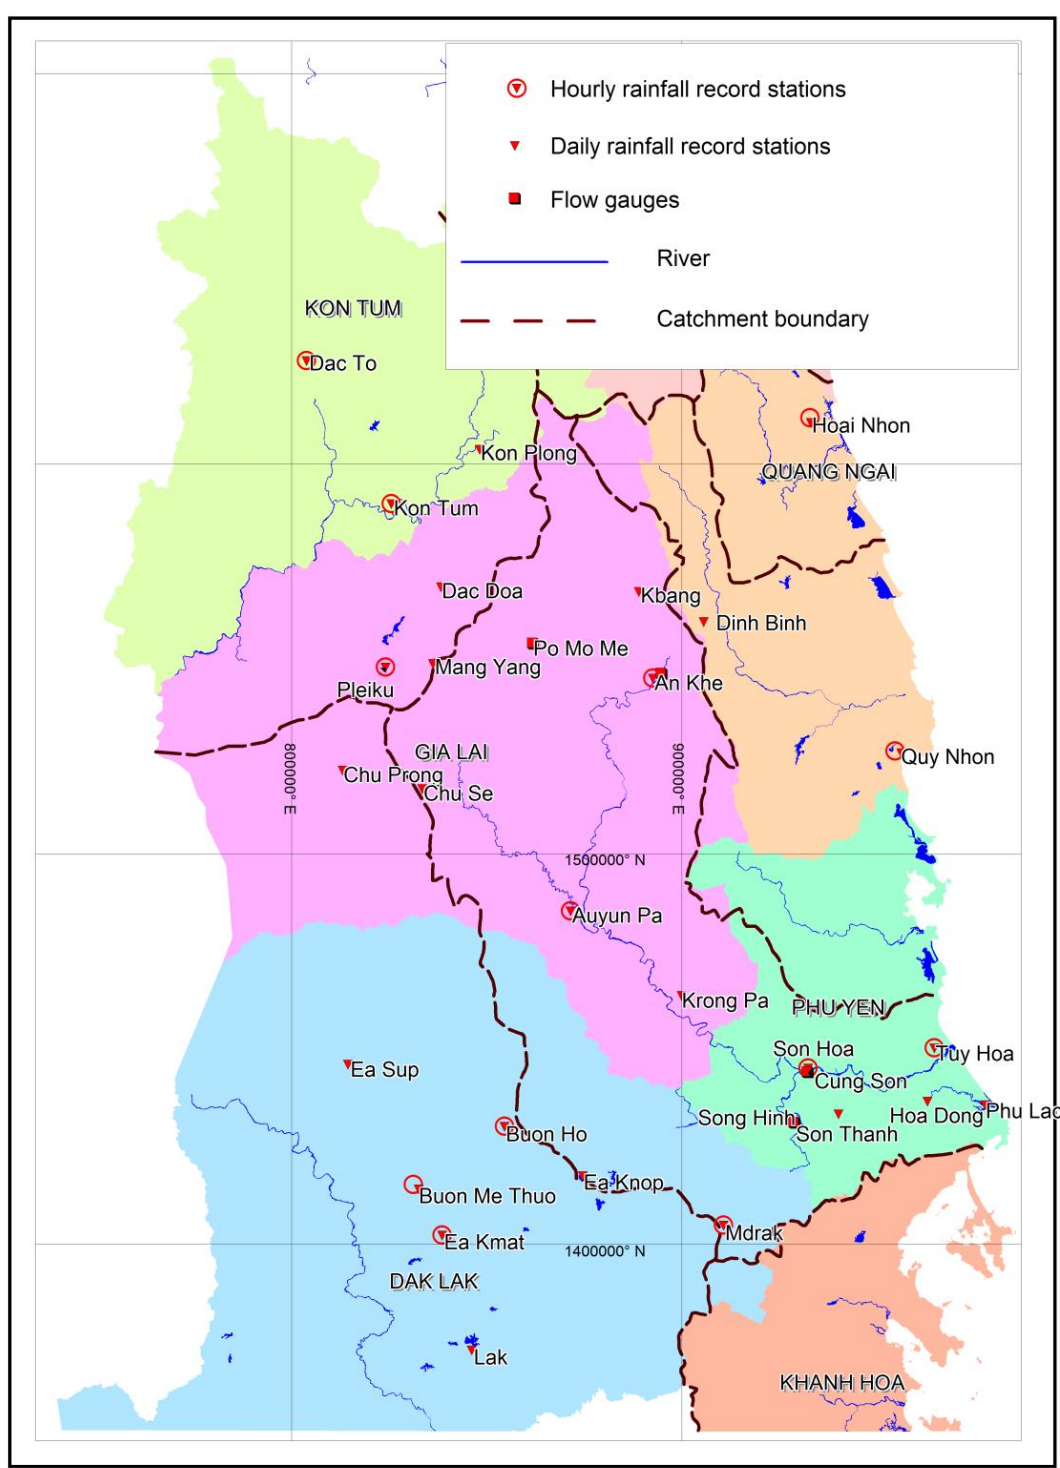 Hourly rainfall record stations
Daily rainfall record stations
Flow gauges
River
Catchment boundary
KON TUM
Dac To
Hoai Nhon
Kon Plong
QUANG NGAI
Kon Tum
Dac Doa
Kbang
Dinh Binh
Po Mo Me
Mang Yang
An Khe
Pleiku
GIA LAI
Quy Nhon
800000° E
900000° E
Chu Prong
Chu Se
1500000° N
Auyun Pa
Krong Pa
PHU YEN
Son Hoa
Tuy Hoa
Ea Sup
Cung Son
Phu Lac
Hoa Dong
Song Hinh
Son Thanh
Buon Ho
Ea Knop
Buon Me Thuo
Mdrak
Ea Kmat
1400000° N
DAK LAK
Lak
KHANH HOA